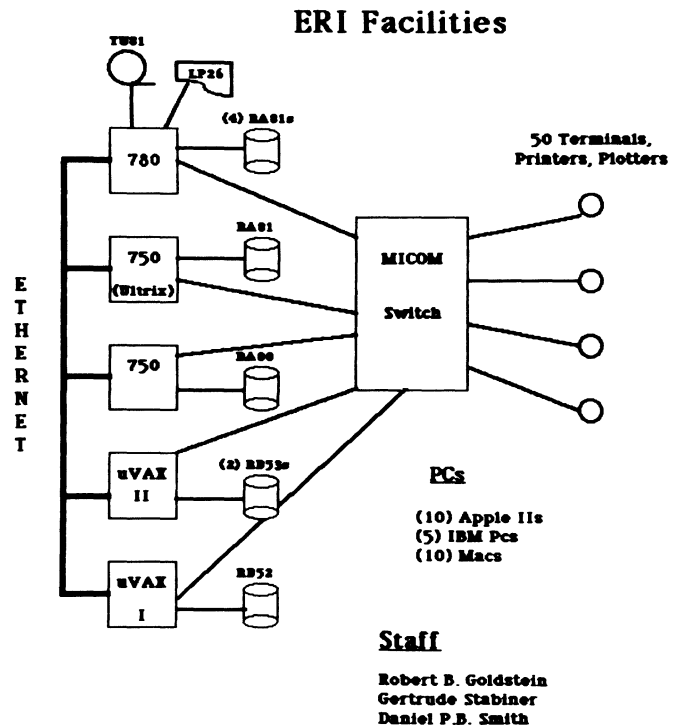 ERI Facilities
TU81
LP26
(4) RA81s
780
50 Terminals,
Printers, Plotters
RA81
750
(Ultrix)
MICOM
Switch
ETHERNET
750
RA80
uVAX
II
(2) RD53s
PCs
(10) Apple IIs
(5) IBM Pcs
(10) Macs
uVAX
I
RD52
Staff
Robert B. Goldstein
Gertrude Stabiner
Daniel P.B. Smith